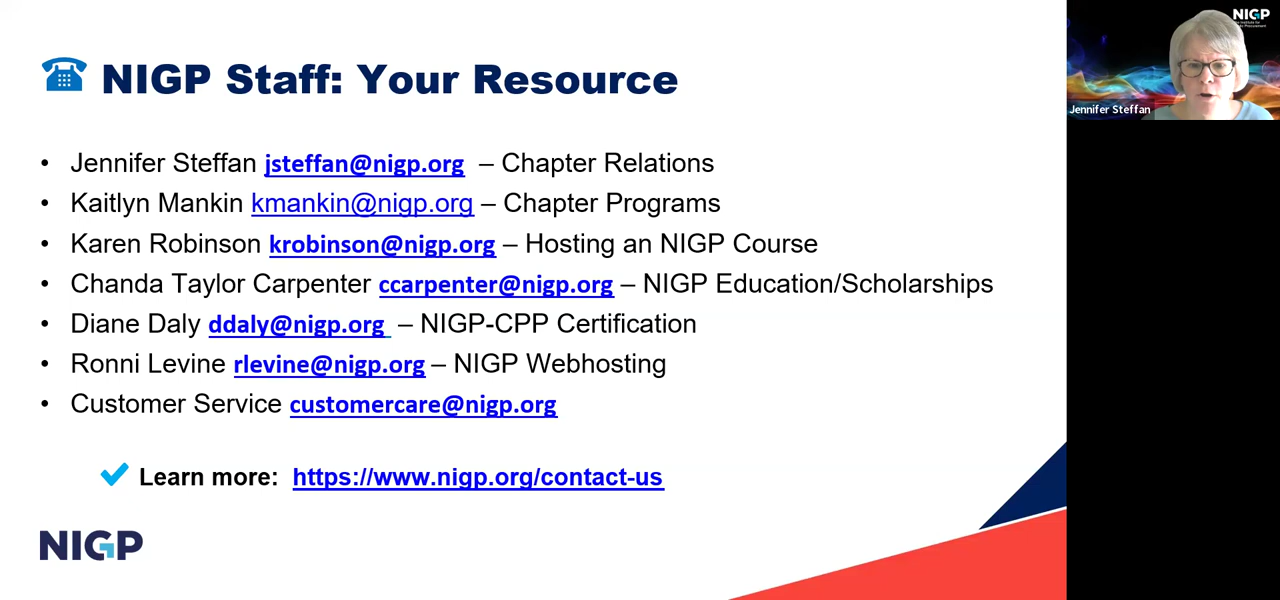 NIGP Staff: Your Resource
• Jennifer Steffan jsteffan@nigp.org – Chapter Relations
• Kaitlyn Mankin kmankin@nigp.org – Chapter Programs
• Karen Robinson krobinson@nigp.org – Hosting an NIGP Course
• Chanda Taylor Carpenter ccarpenter@nigp.org – NIGP Education/Scholarships
• Diane Daly ddaly@nigp.org – NIGP-CPP Certification
• Ronni Levine rlevine@nigp.org – NIGP Webhosting
• Customer Service customercare@nigp.org
Learn more: https://www.nigp.org/contact-us
NIGP
NIGP
Jennifer Steffan